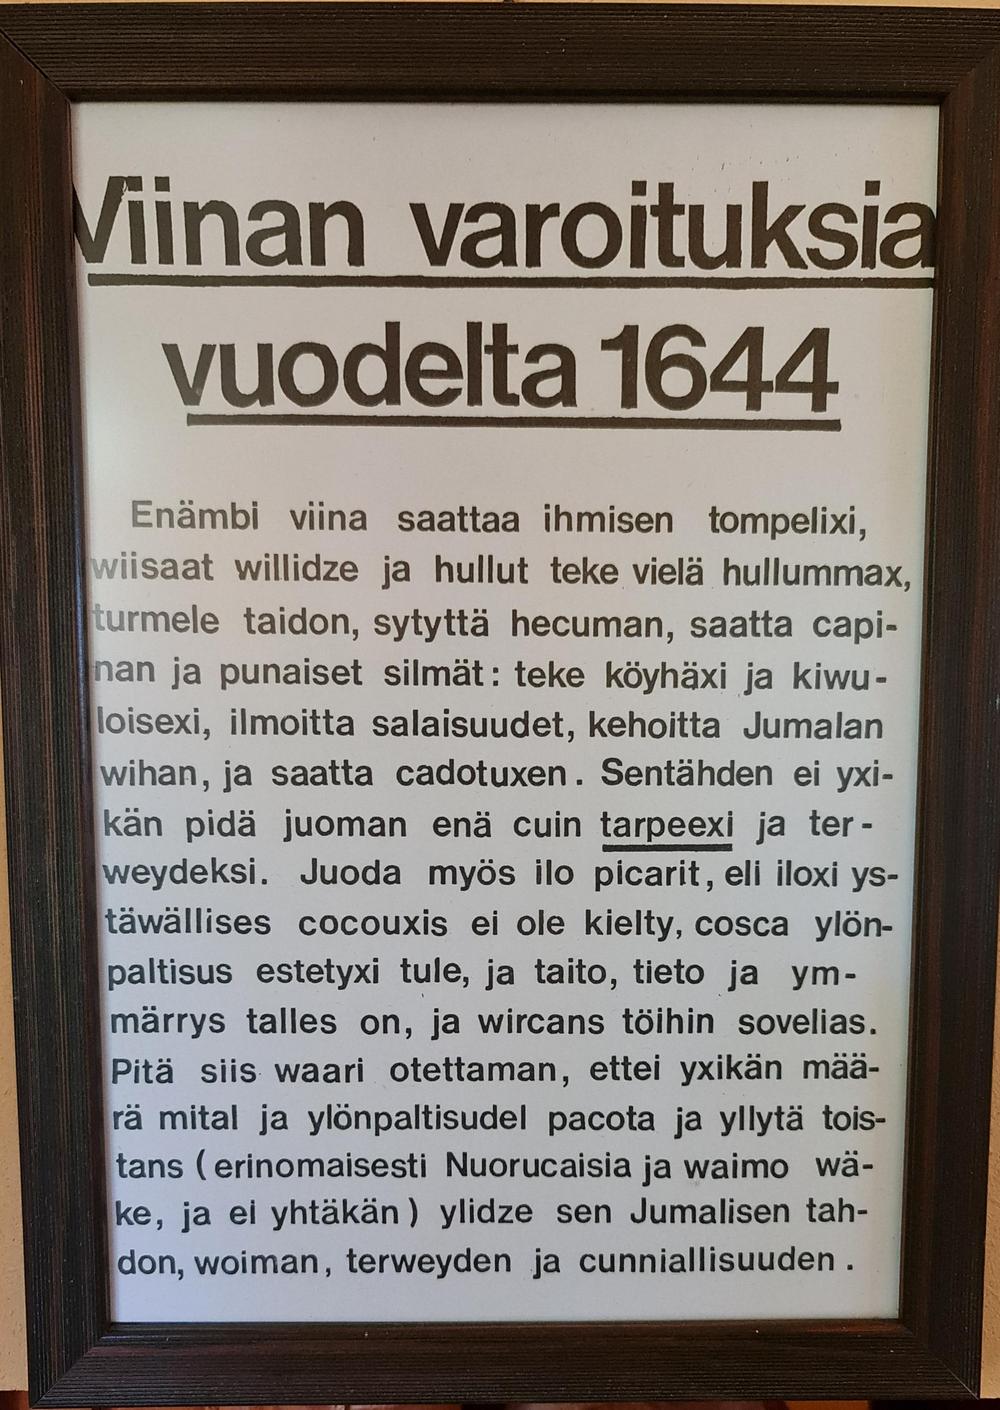 Viinan varoituksia
vuodelta 1644
Enämbi viina saattaa ihmisen tompelixi,
wiisaat willidze ja hullut teke vielä hullummax,
turmele taidon, sytyttä hecuman, saatta capi-
nan ja punaiset silmät: teke köyhäxi ja kiwu-
loisexi, ilmoitta salaisuudet, kehoitta Jumalan
wihan, ja saatta cadotuxen. Sentähden ei yxi-
kän pidä juoman enä cuin tarpeexi ja ter-
weydeksi. Juoda myös ilo picarit, eli iloxi ys-
täwällises cocouxis ei ole kielty, cosca ylön-
paltisus estetyxi tule, ja taito, tieto ja ym-
märrys talles on, ja wircans töihin sovelias.
Pitä siis waari otettaman, ettei yxikän mää-
rä mital ja ylönpaltisudel pacota ja yllytä tois-
tans (erinomaisesti Nuorucaisia ja waimo wä-
ke, ja ei yhtäkän) ylidze sen Jumalisen tah-
don, woiman, terweyden ja cunniallisuuden.